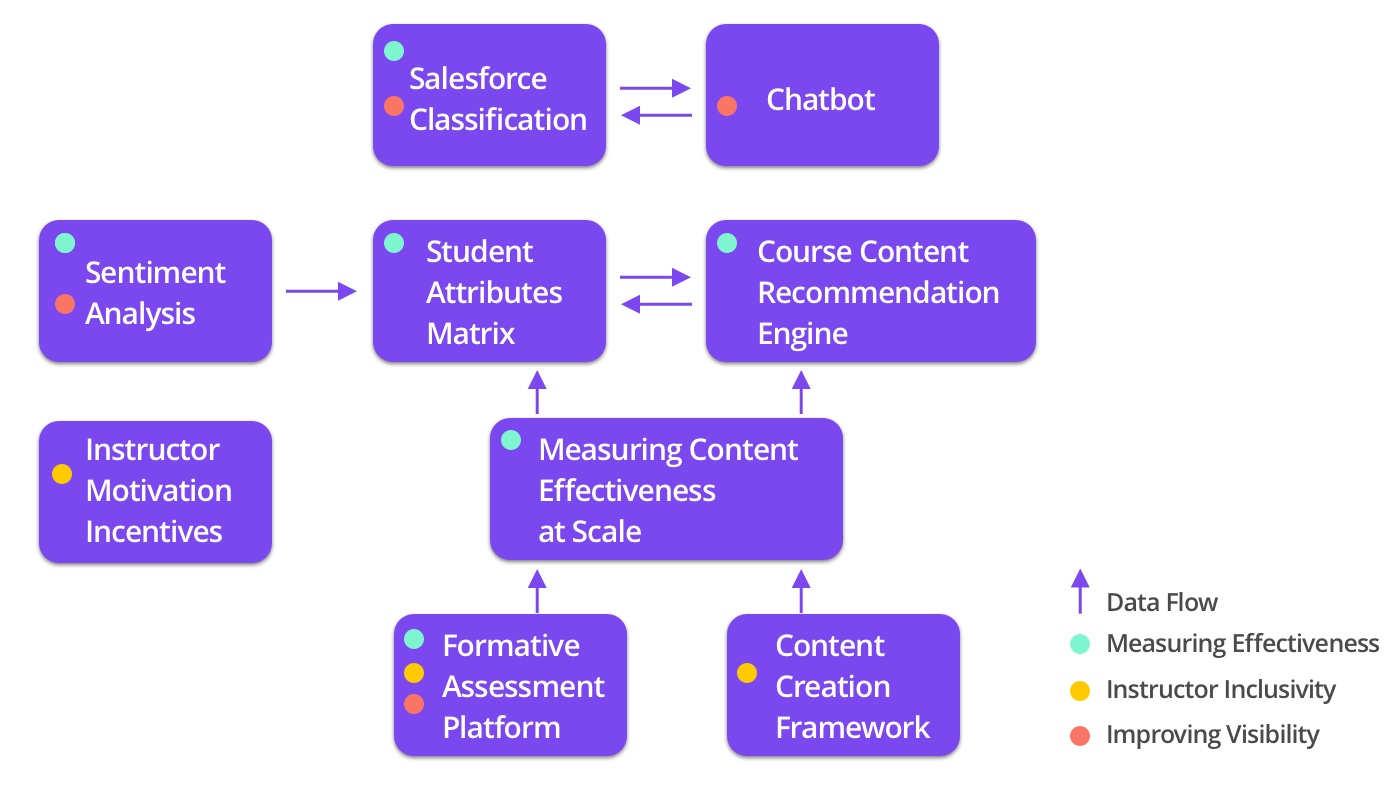 Salesforce
Classification
Chatbot
Sentiment
Analysis
Student
Attributes
Matrix
Course Content
Recommendation
Engine
Instructor
Motivation
Incentives
Measuring Content
Effectiveness
at Scale
Formative
Assessment
Platform
Content
Creation
Framework
Data Flow
Measuring Effectiveness
Instructor Inclusivity
Improving Visibility